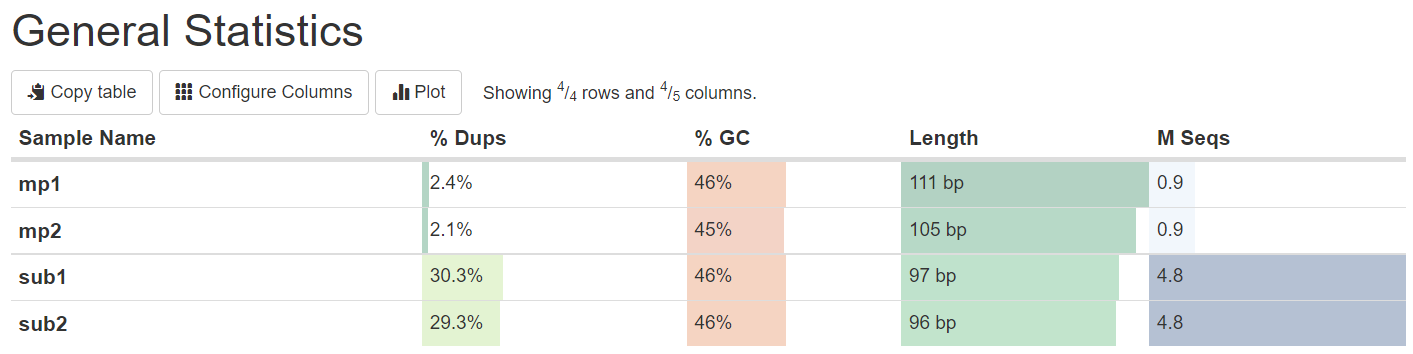 General Statistics
Copy table Configure Columns Plot Showing 4/4 rows and 4/5 columns.
Sample Name % Dups % GC Length M Seqs
mp1 2.4% 46% 111 bp 0.9
mp2 2.1% 45% 105 bp 0.9
sub1 30.3% 46% 97 bp 4.8
sub2 29.3% 46% 96 bp 4.8